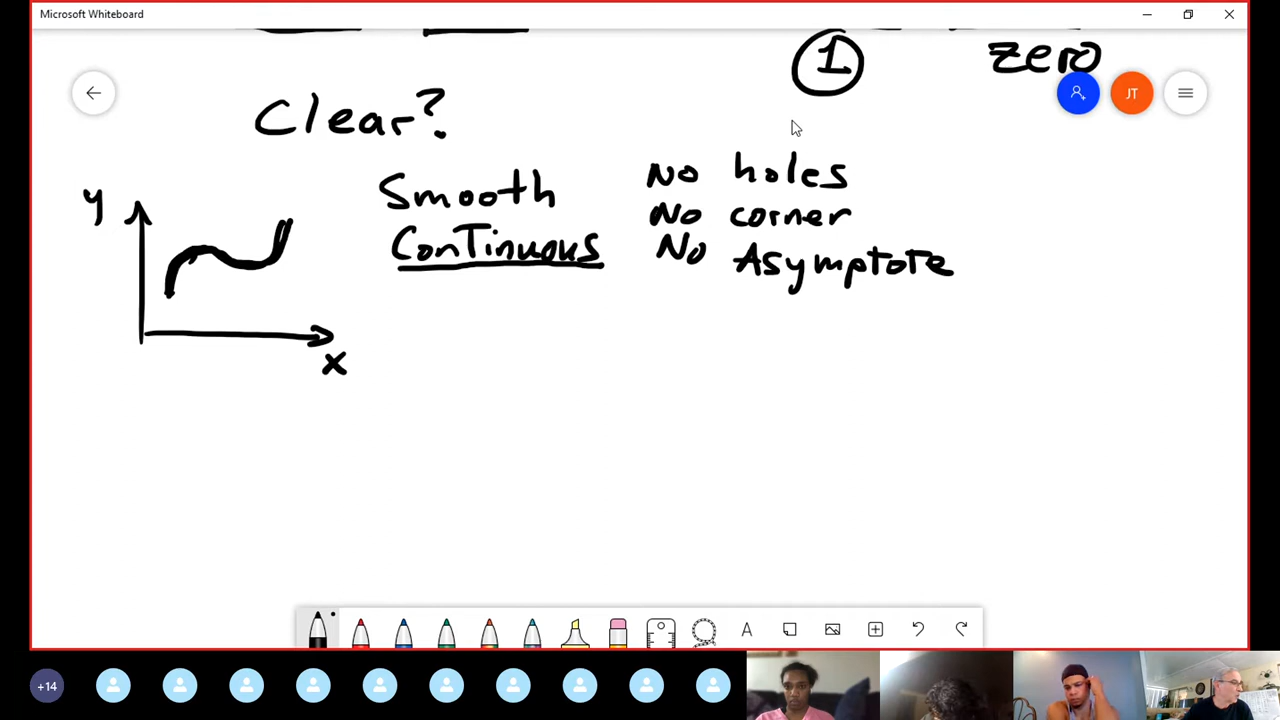 Microsoft Whiteboard
1 zero
Clear?
JT
Smooth
Continuous
No holes
No corner
No Asymptote
y
x
A
+14